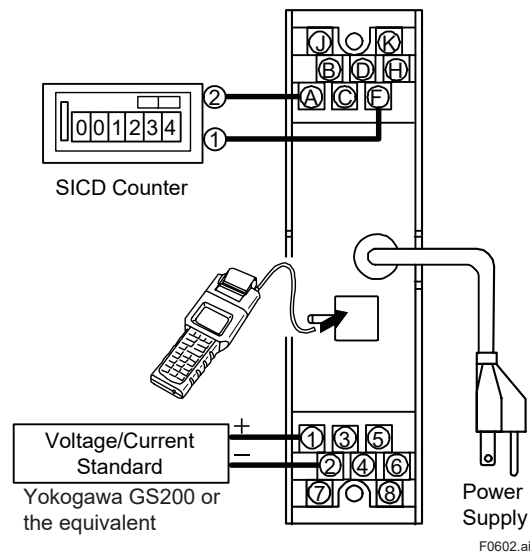 J K
B D H
② A C F
001234
①
SICD Counter
+ ① ③ ⑤
Voltage/Current
Standard
− ② ④ ⑥
Yokogawa GS200 or
the equivalent
⑦ ⑧
Power
Supply
F0602.ai